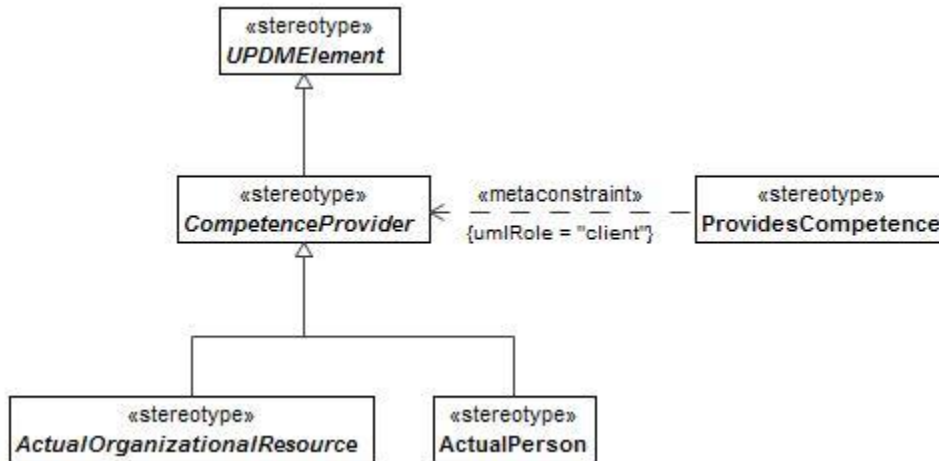 «stereotype»
UPDMElement
«stereotype»
CompetenceProvider
«metaconstraint»
{umlRole = "client"}
«stereotype»
ProvidesCompetence
«stereotype»
ActualOrganizationalResource
«stereotype»
ActualPerson